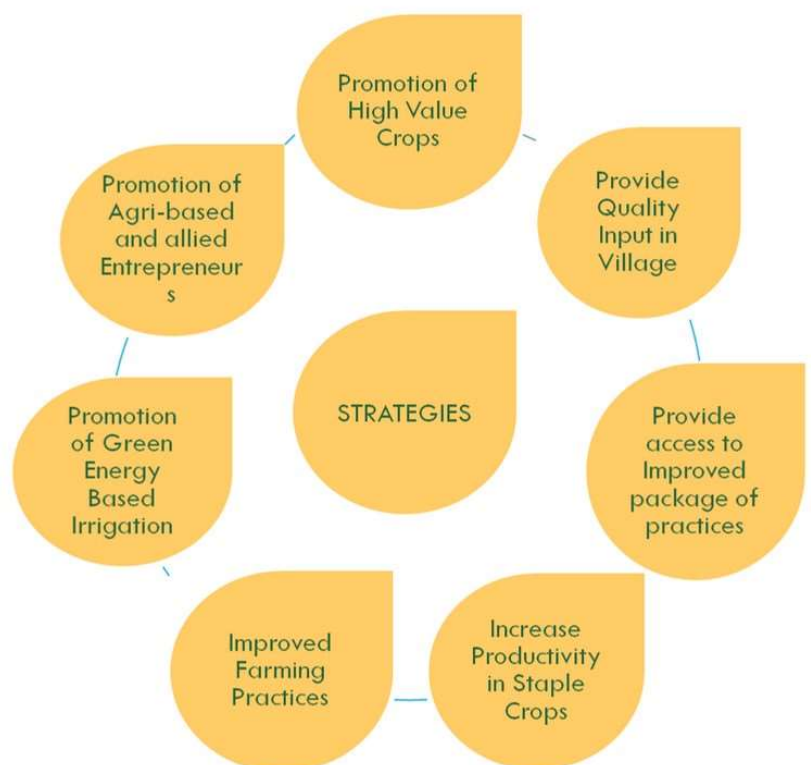 Promotion of
High Value
Crops
Provide
Quality
Input in
Village
Provide
access to
Improved
package of
practices
Increase
Productivity
in Staple
Crops
Improved
Farming
Practices
Promotion
of Green
Energy
Based
Irrigation
Promotion of
Agri-based
and allied
Entrepreneur
s
STRATEGIES